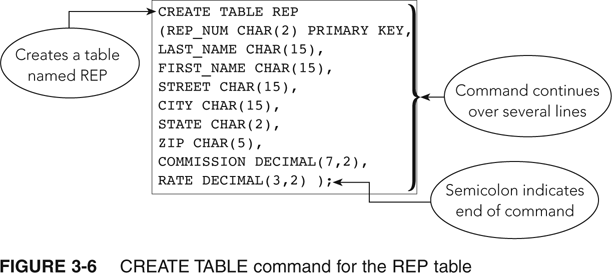 Creates a table
named REP
CREATE TABLE REP
(REP_NUM CHAR(2) PRIMARY KEY,
LAST_NAME CHAR(15),
FIRST_NAME CHAR(15),
STREET CHAR(15),
CITY CHAR(15),
STATE CHAR(2),
ZIP CHAR(5),
COMMISSION DECIMAL(7,2),
RATE DECIMAL(3,2) );
Command continues
over several lines
Semicolon indicates
end of command
FIGURE 3-6 CREATE TABLE command for the REP table